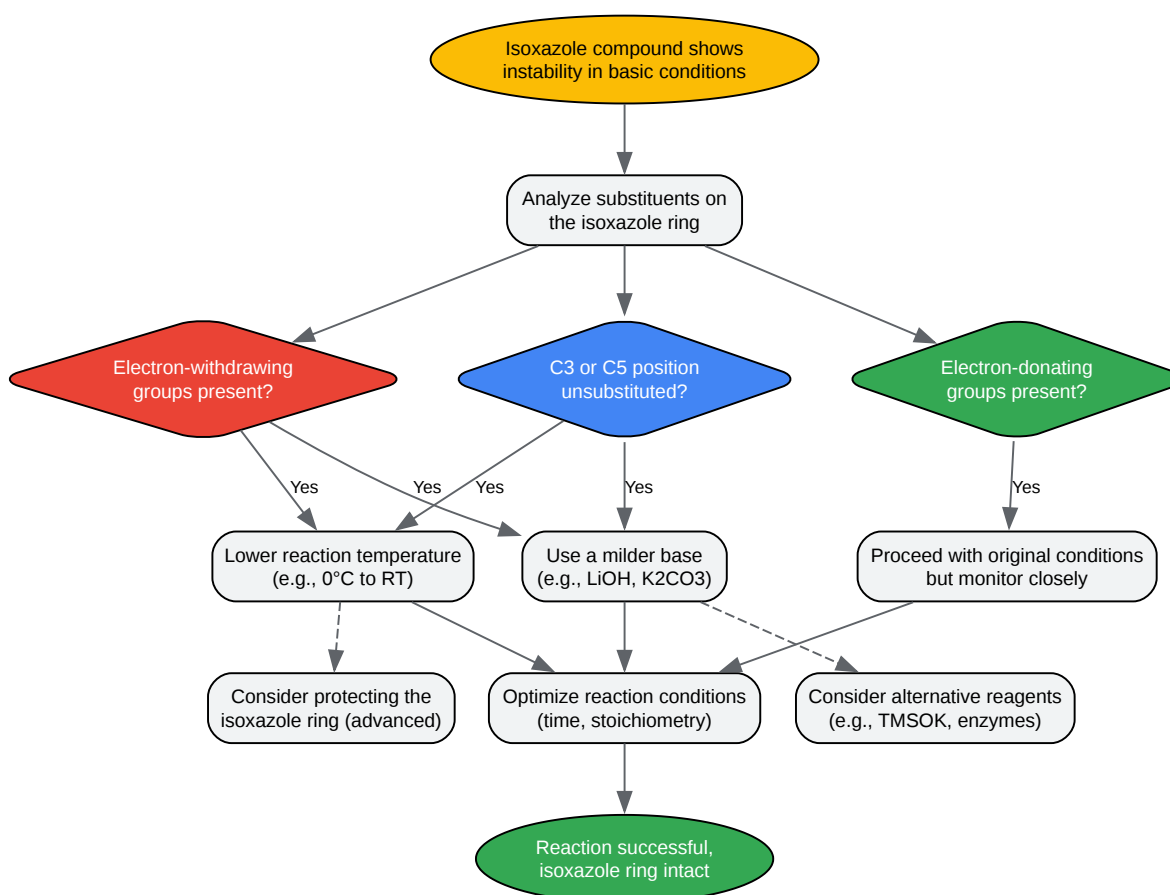 Isoxazole compound shows
instability in basic conditions
Analyze substituents on
the isoxazole ring
Electron-withdrawing
groups present?
C3 or C5 position
unsubstituted?
Electron-donating
groups present?
Yes
Yes
Yes
Yes
Yes
Lower reaction temperature
(e.g., 0°C to RT)
Use a milder base
(e.g., LiOH, K2CO3)
Proceed with original conditions
but monitor closely
Consider protecting the
isoxazole ring (advanced)
Optimize reaction conditions
(time, stoichiometry)
Consider alternative reagents
(e.g., TMSOK, enzymes)
Reaction successful,
isoxazole ring intact